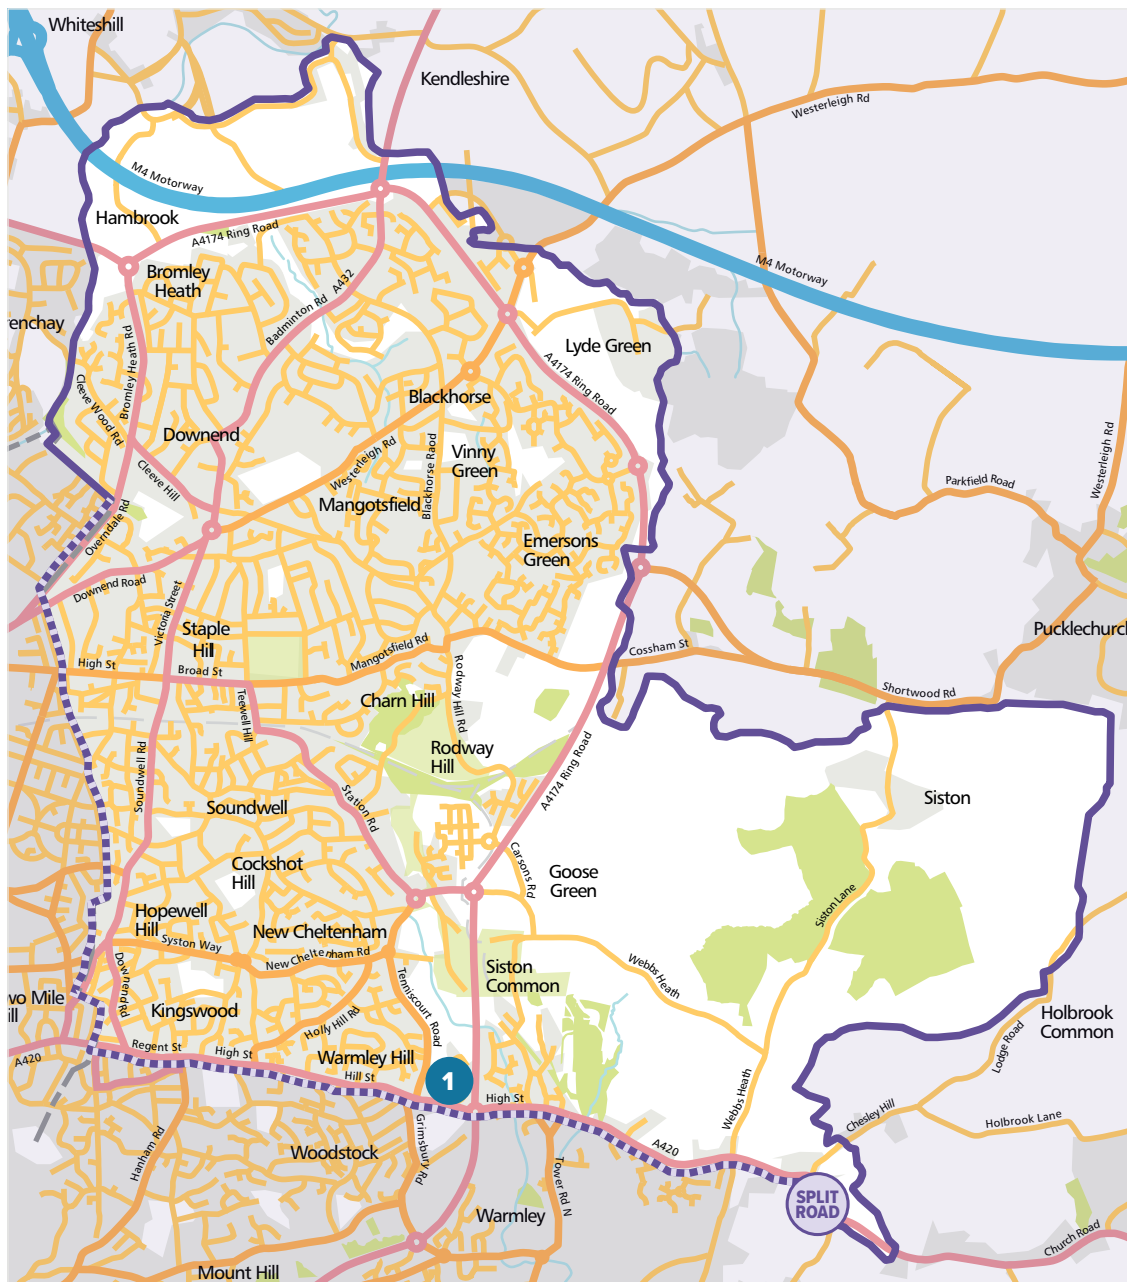 Whiteshill
Kendleshire
Westerleigh Rd
M4 Motorway
Hambrook
A4174 Ring Road
Bromley
Heath
A432
Badminton Rd
M4 Motorway
renchay
Bromley Heath Rd
Lyde Green
A4174 Ring Road
Cleeve Wood Rd
Blackhorse
Downend
Westerleigh Rd
Blackhorse Raod
Vinny
Green
Westerleigh Rd
Cleeve Hill
Parkfield Road
Mangotsfield
Overndale Rd
Emersons
Green
Downend Road
Victoria Street
Staple
Hill
Pucklechurch
High St
Broad St
Mangotsfield Rd
Cossham St
Shortwood Rd
Teewell Hill
Charn Hill
Rodway Hill Rd
Rodway
Hill
A4174 Ring Road
Soundwell Rd
Soundwell
Station Rd
Siston
Cockshot
Hill
Carsons Rd
Goose
Green
Siston Lane
Hopewell
Hill
New Cheltenham
Syston Way
New Cheltenham Rd
Downend Rd
Siston
Common
Webbs Heath
wo Mile
ill
Kingswood
Tenniscourt Road
Holly Hill Rd
Holbrook
Common
Lodge Road
A420
Regent St
High St
Warmley Hill
Hill St
1
High St
Webbs Heath
Chesley Hill
Holbrook Lane
Hanham Rd
Woodstock
Grimsbury Rd
Tower Rd N
A420
SPLIT
ROAD
Warmley
Church Road
Mount Hill